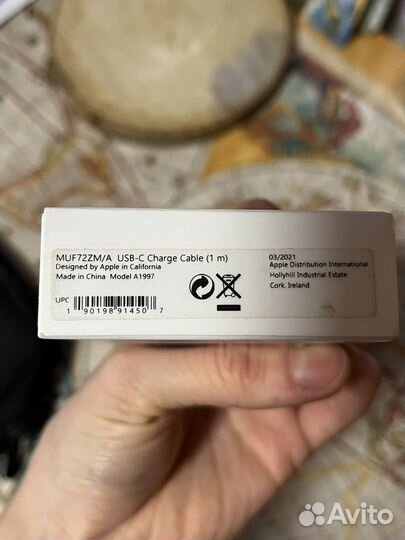 MUF72ZM/A USB-C Charge Cable (1 m)
Designed by Apple in California
Made in China Model A1997
UPC
1 90198 91450 7
03/2021
Apple Distribution International
Hollyhill Industrial Estate
Cork, Ireland
Avito